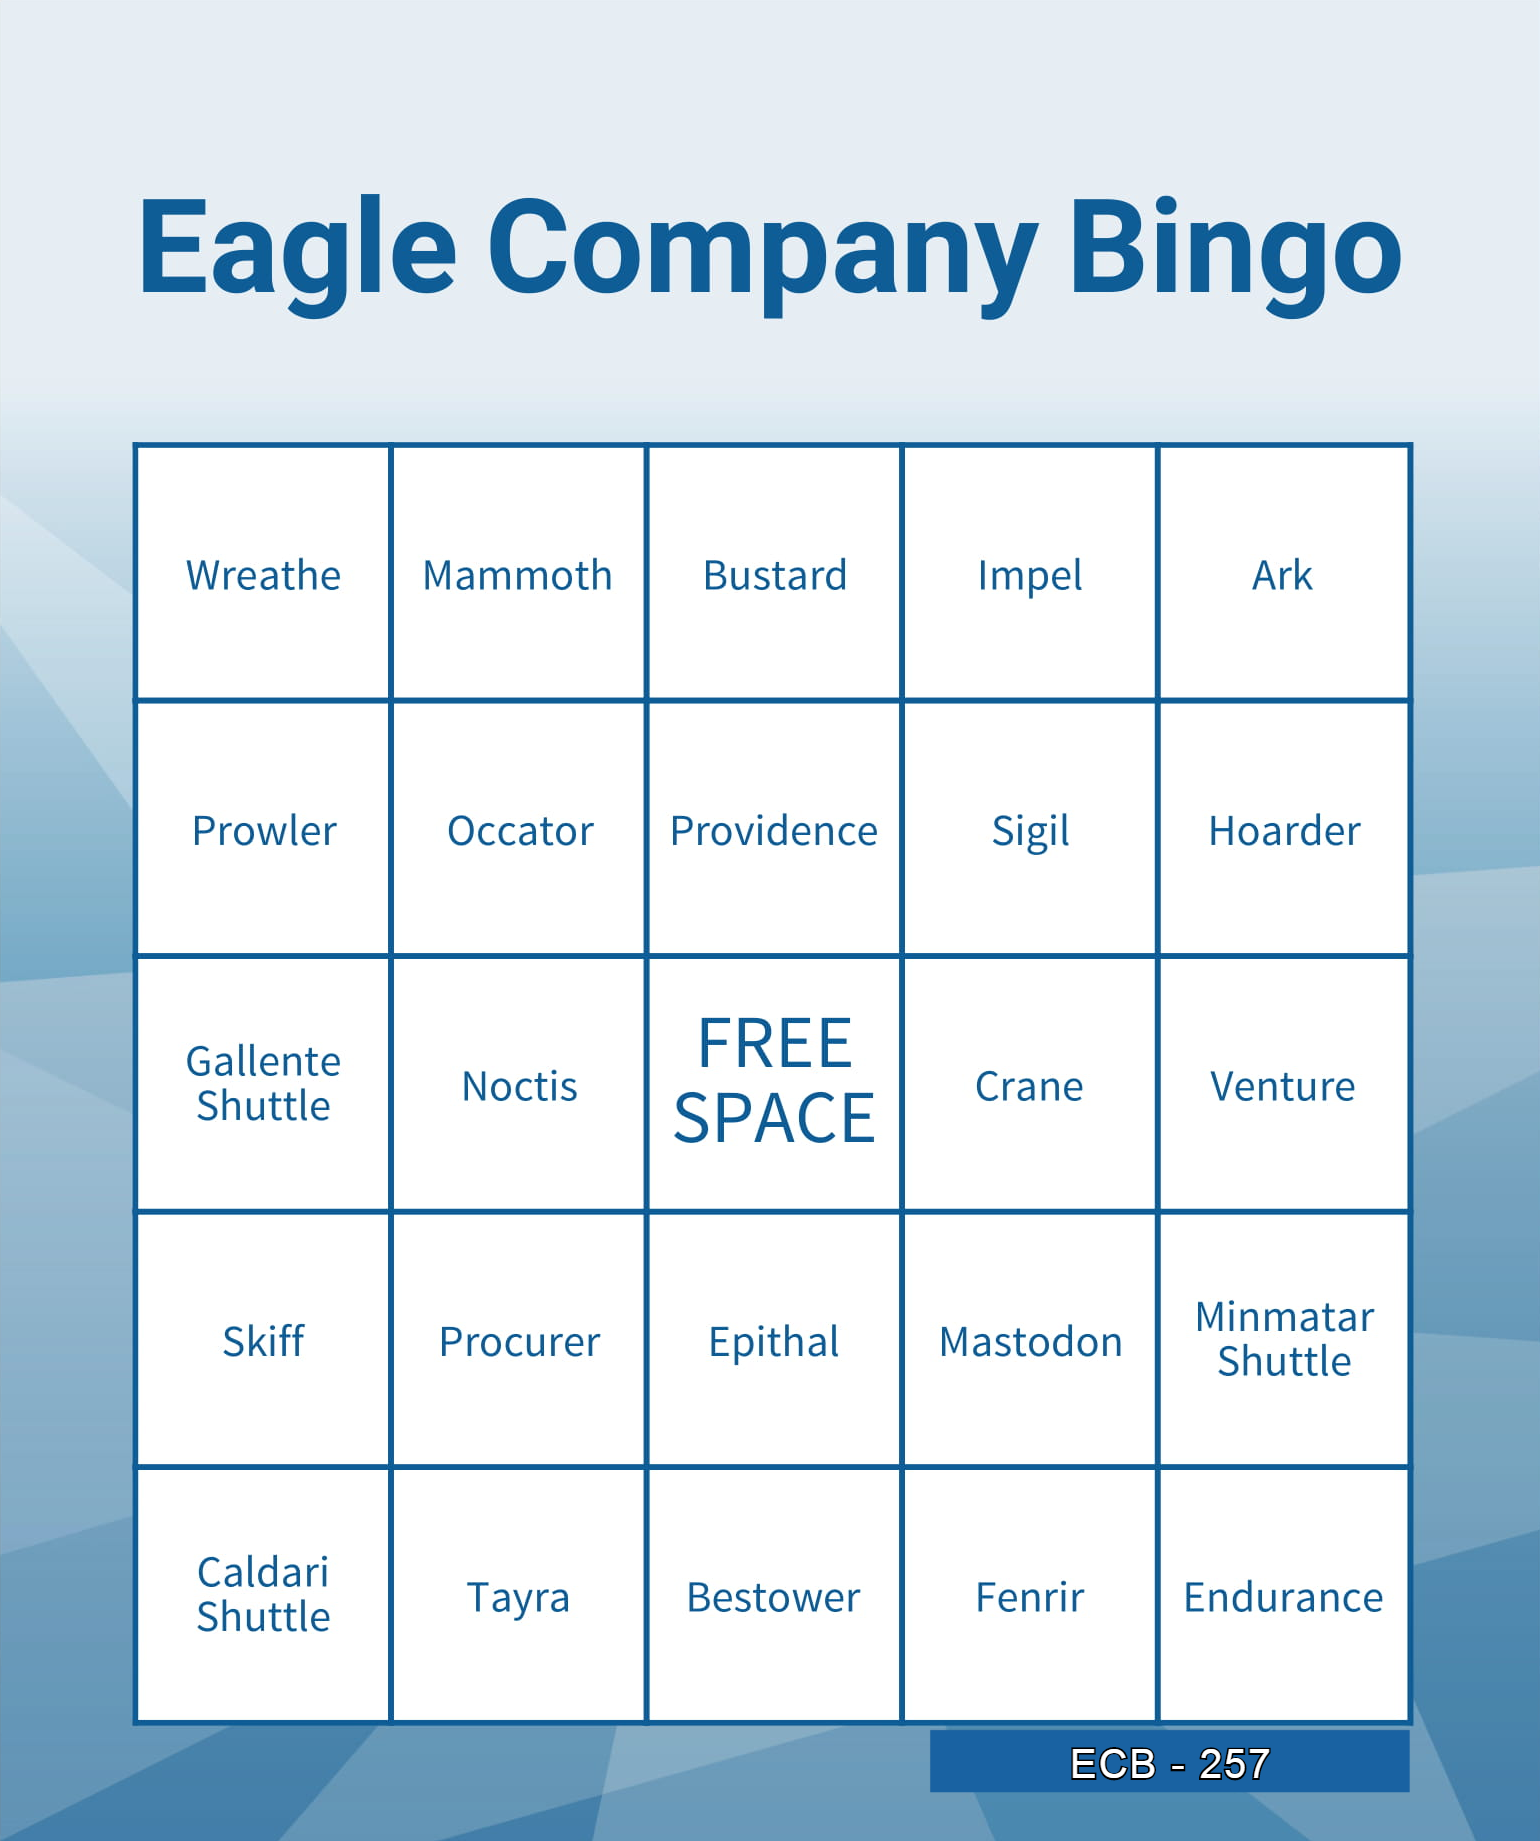 Eagle Company Bingo
Wreathe
Mammoth
Bustard
Impel
Ark
Prowler
Occator
Providence
Sigil
Hoarder
Gallente
Shuttle
Noctis
FREE
SPACE
Crane
Venture
Skiff
Procurer
Epithal
Mastodon
Minmatar
Shuttle
Caldari
Shuttle
Tayra
Bestower
Fenrir
Endurance
ECB - 257